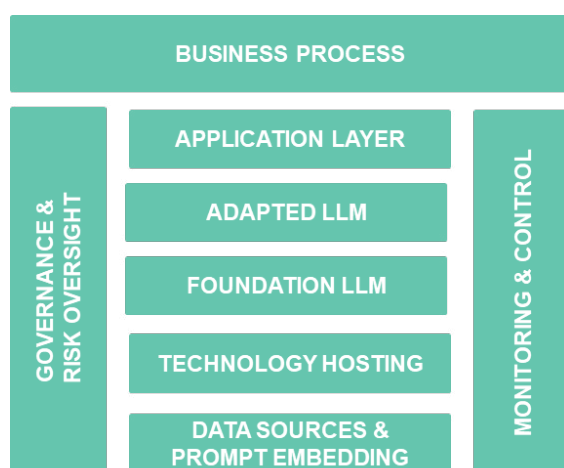 BUSINESS PROCESS
GOVERNANCE &
RISK OVERSIGHT
APPLICATION LAYER
ADAPTED LLM
FOUNDATION LLM
TECHNOLOGY HOSTING
DATA SOURCES &
PROMPT EMBEDDING
MONITORING & CONTROL